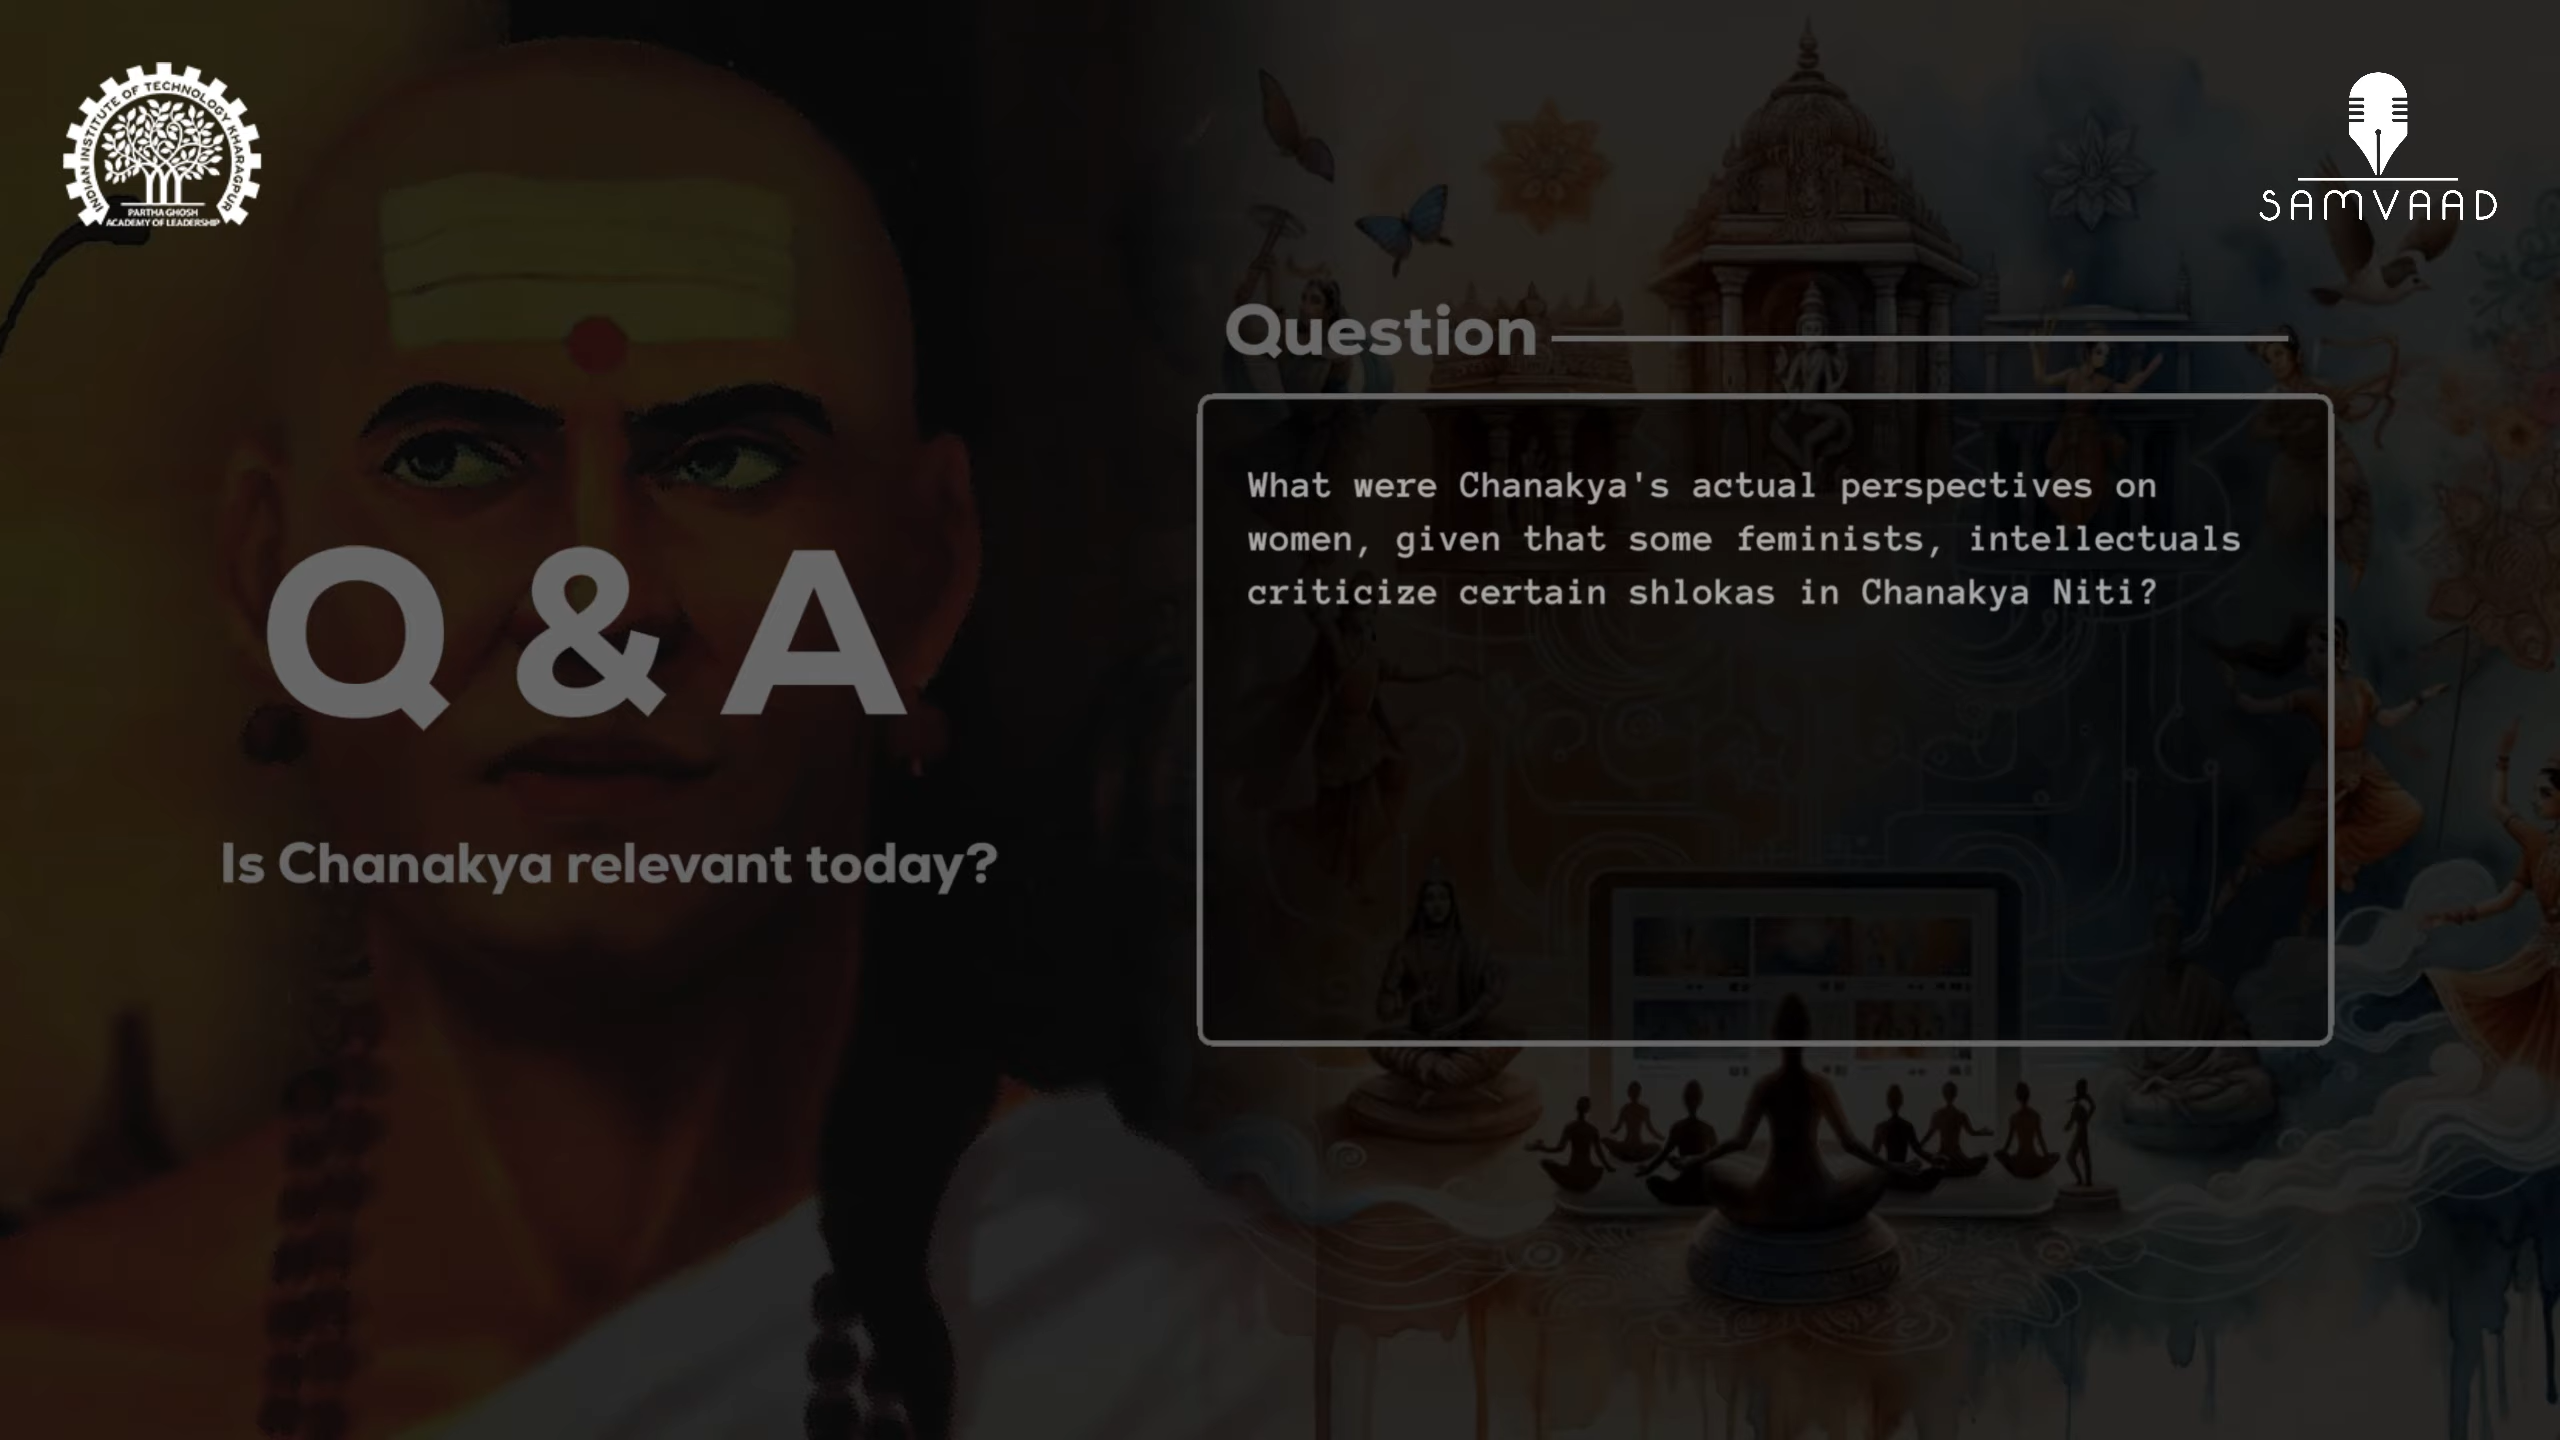 INDIAN INSTITUTE OF TECHNOLOGY KHARAGPUR
PARTHA GHOSH
ACADEMY OF LEADERSHIP
SAMVAAD
Q & A
Is Chanakya relevant today?
Question
What were Chanakya's actual perspectives on
women, given that some feminists, intellectuals
criticize certain shlokas in Chanakya Niti?